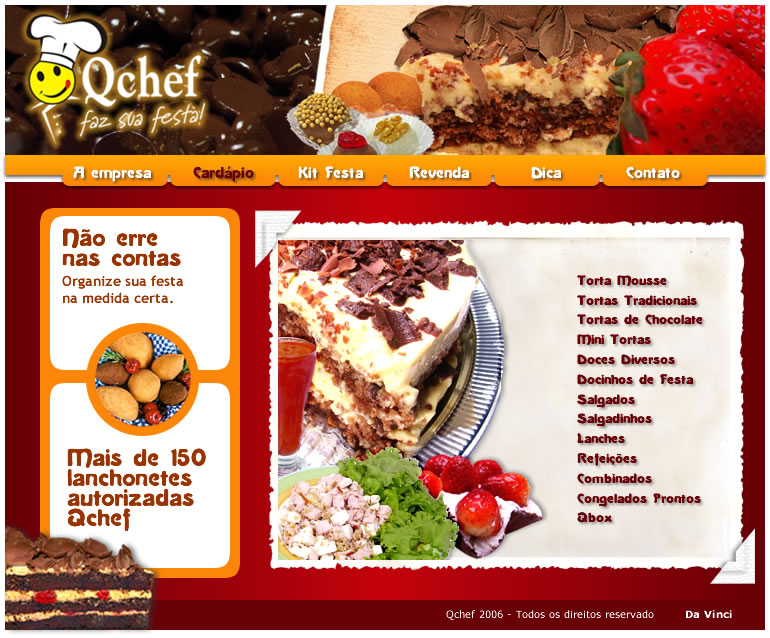 Qchef
faz sua festa!
A empresa
Cardápio
Kit Festa
Revenda
Dica
Contato
Não erre
nas contas
Organize sua festa
na medida certa.
Mais de 150
lanchonetes
autorizadas
Qchef
Torta Mousse
Tortas Tradicionais
Tortas de Chocolate
Mini Tortas
Doces Diversos
Docinhos de Festa
Salgados
Salgadinhos
Lanches
Refeições
Combinados
Congelados Prontos
Qbox
Qchef 2006 - Todos os direitos reservado
Da Vinci